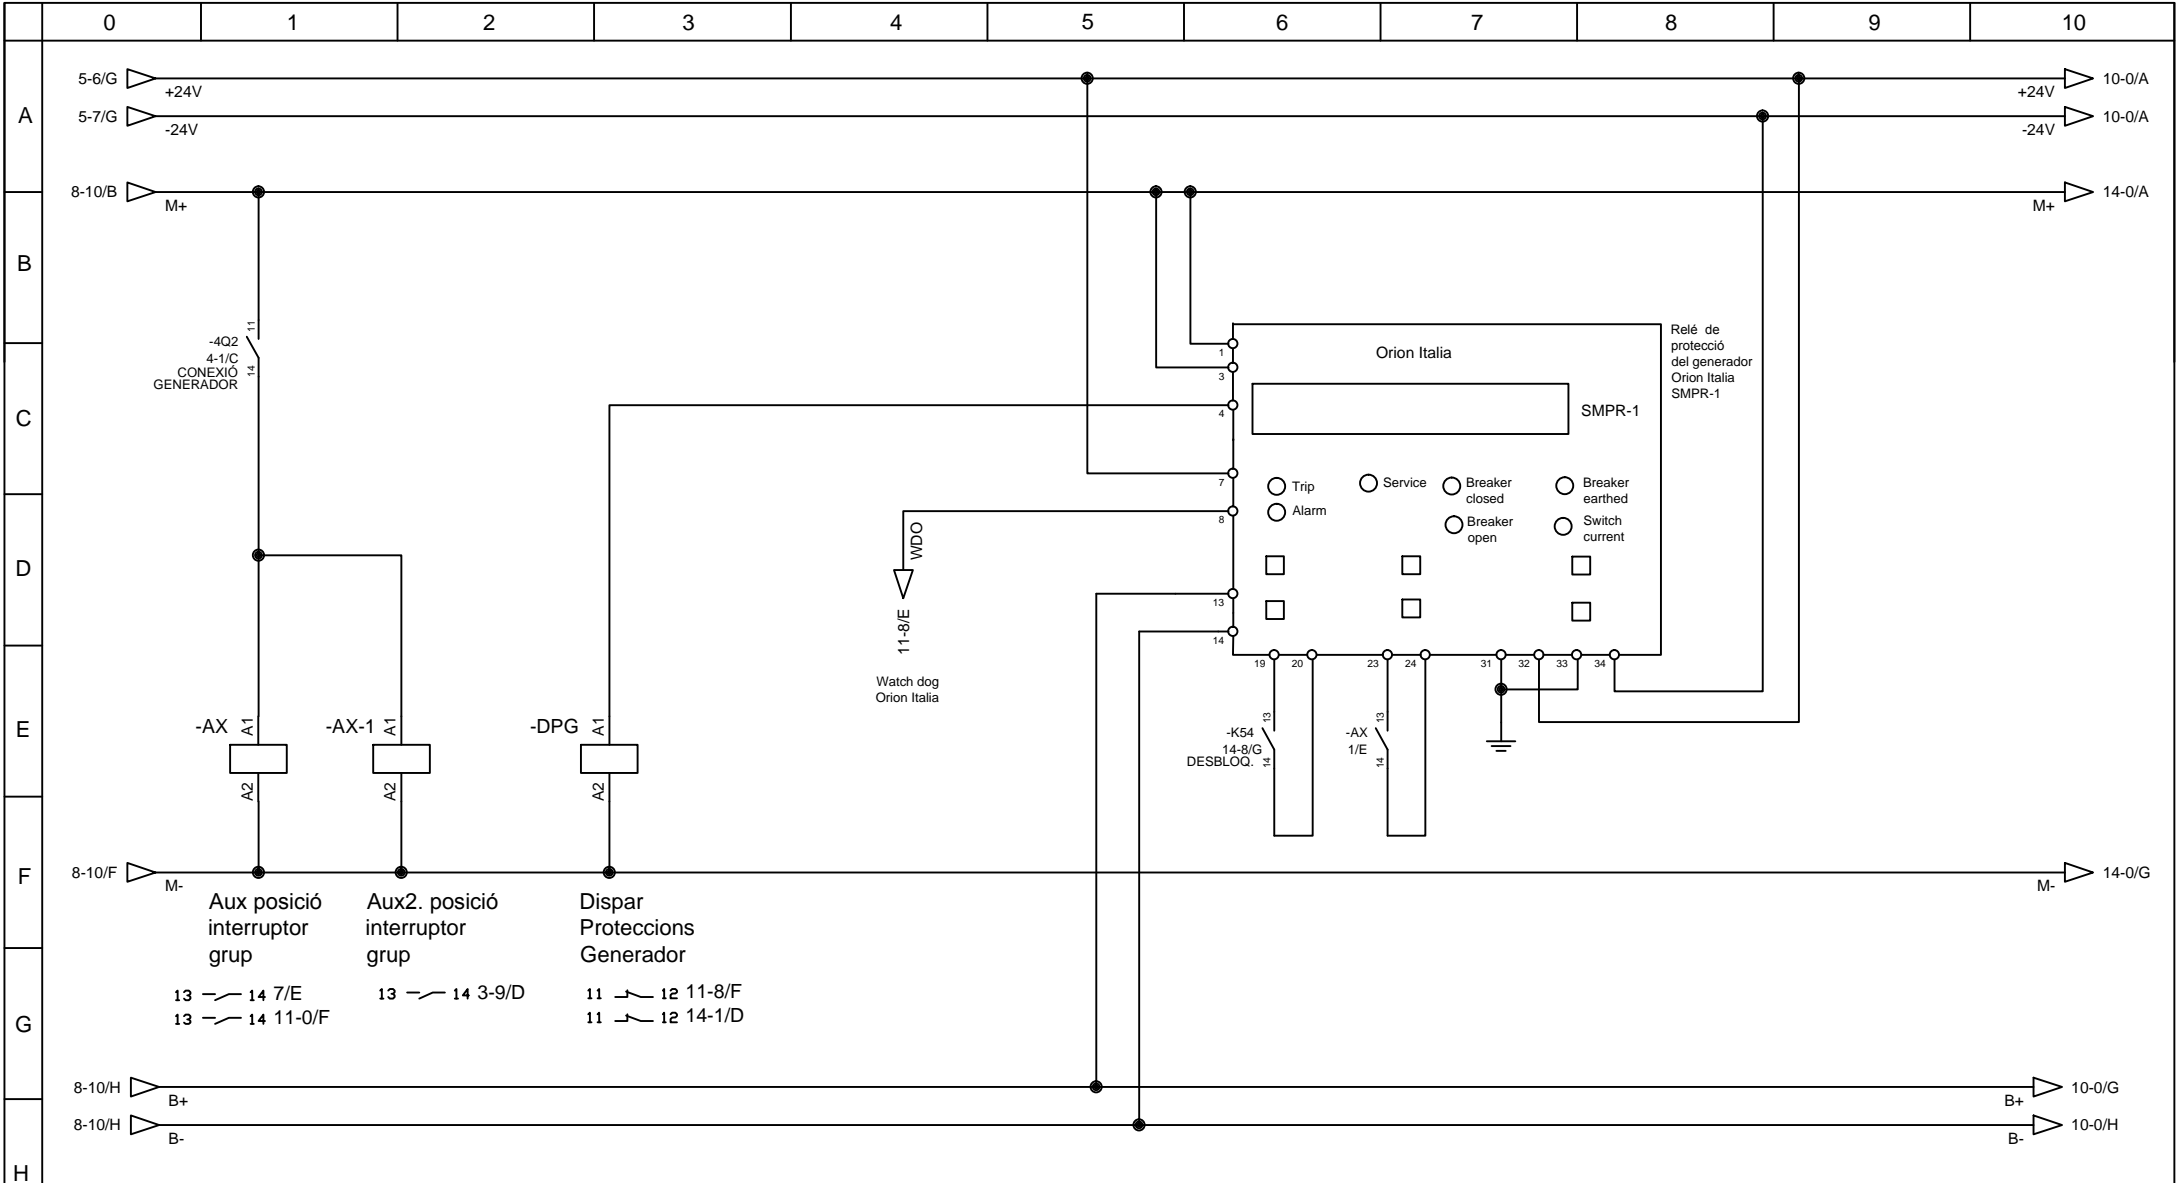 0 1 2 3 4 5 6 7 8 9 10
A
B
C
D
E
F
G
H
5-6/G +24V +24V 10-0/A
5-7/G -24V -24V 10-0/A
8-10/B M+ M+ 14-0/A
-4Q2
4-1/C
CONEXIÓ
GENERADOR
11
14
Orion Italia
SMPR-1
Relé de
protecció
del generador
Orion Italia
SMPR-1
1
3
4
7
8
13
14
Trip
Alarm
Service
Breaker
closed
Breaker
open
Breaker
earthed
Switch
current
WDO
11-8/E
Watch dog
Orion Italia
19 20 23 24 31 32 33 34
-K54
14-8/G
DESBLOQ.
13
14
-AX
1/E
13
14
-AX A1
A2
-AX-1 A1
A2
-DPG A1
A2
8-10/F M- M- 14-0/G
Aux posició
interruptor
grup
13 14 7/E
13 14 11-0/F
Aux2. posició
interruptor
grup
13 14 3-9/D
Dispar
Proteccions
Generador
11 12 11-8/F
11 12 14-1/D
8-10/H B+ B+ 10-0/G
8-10/H B- B- 10-0/H